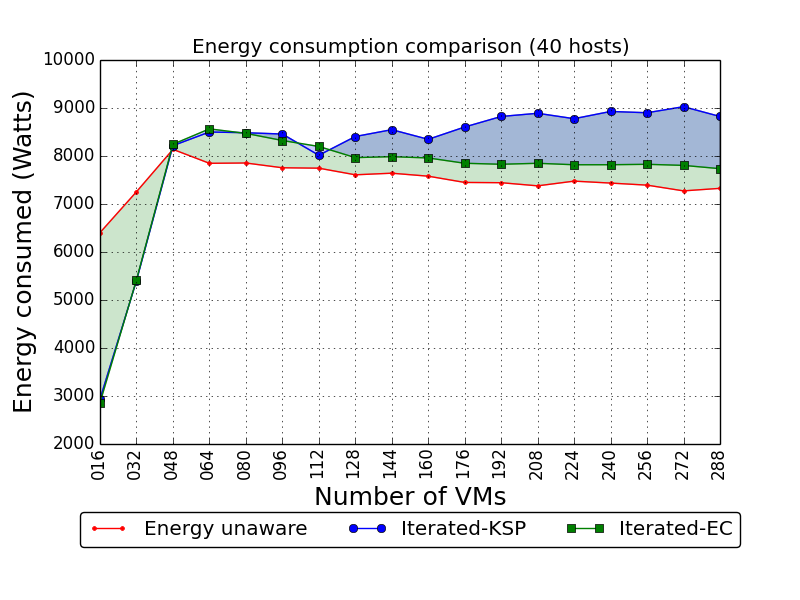 Energy consumption comparison (40 hosts)
10000
9000
8000
7000
6000
5000
4000
3000
2000
Energy consumed (Watts)
016 032 048 064 080 096 112 128 144 160 176 192 208 224 240 256 272 288
Number of VMs
Energy unaware Iterated-KSP Iterated-EC